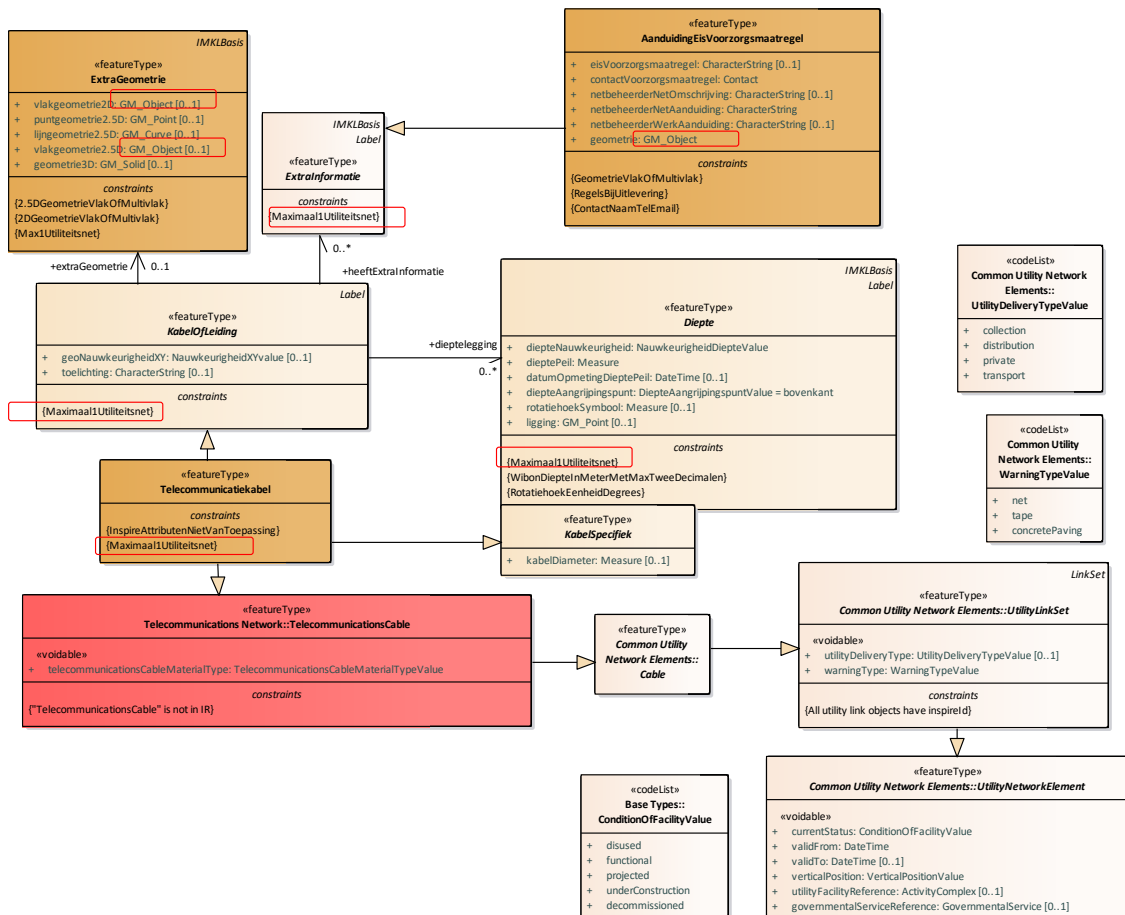 IMKLBasis
«featureType»
ExtraGeometrie
+ vlakgeometrie2D: GM_Object [0..1]
+ puntgeometrie2.5D: GM_Point [0..1]
+ lijngeometrie2.5D: GM_Curve [0..1]
+ vlakgeometrie2.5D: GM_Object [0..1]
+ geometrie3D: GM_Solid [0..1]
constraints
{2.5DGeometrieVlakOfMultivlak}
{2DGeometrieVlakOfMultivlak}
{Max1Utiliteitsnet}
«featureType»
AanduidingEisVoorzorgsmaatregel
+ eisVoorzorgsmaatregel: CharacterString [0..1]
+ contactVoorzorgsmaatregel: Contact
+ netbeheerderNetOmschrijving: CharacterString [0..1]
+ netbeheerderNetAanduiding: CharacterString
+ netbeheerderWerkAanduiding: CharacterString [0..1]
+ geometrie: GM_Object
constraints
{GeometrieVlakOfMultivlak}
{RegelsBijUitlevering}
{ContactNaamTelEmail}
IMKLBasis
Label
«featureType»
ExtraInformatie
constraints
{Maximaal1Utiliteitsnet}
+extraGeometrie
0..1
0..*
+heeftExtraInformatie
Label
«featureType»
KabelOfLeiding
+ geoNauwkeurigheidXY: NauwkeurigheidXYvalue [0..1]
+ toelichting: CharacterString [0..1]
constraints
{Maximaal1Utiliteitsnet}
+dieptelegging
0..*
IMKLBasis
Label
«featureType»
Diepte
+ diepteNauwkeurigheid: NauwkeurigheidDiepteValue
+ dieptePeil: Measure
+ datumOpmetingDieptePeil: DateTime [0..1]
+ diepteAangrijpingspunt: DiepteAangrijpingspuntValue = bovenkant
+ rotatiehoekSymbool: Measure [0..1]
+ ligging: GM_Point [0..1]
constraints
{Maximaal1Utiliteitsnet}
{WibonDiepteInMeterMetMaxTweeDecimalen}
{RotatiehoekEenheidDegrees}
«codeList»
Common Utility Network
Elements::
UtilityDeliveryTypeValue
+ collection
+ distribution
+ private
+ transport
«codeList»
Common Utility
Network Elements::
WarningTypeValue
+ net
+ tape
+ concretePaving
«featureType»
Telecommunicatiekabel
constraints
{InspireAttributenNietVanToepassing}
{Maximaal1Utiliteitsnet}
«featureType»
KabelSpecifiek
+ kabelDiameter: Measure [0..1]
«featureType»
Telecommunications Network::TelecommunicationsCable
«voidable»
+ telecommunicationsCableMaterialType: TelecommunicationsCableMaterialTypeValue
constraints
{"TelecommunicationsCable" is not in IR}
«featureType»
Common Utility
Network Elements::
Cable
LinkSet
«featureType»
Common Utility Network Elements::UtilityLinkSet
«voidable»
+ utilityDeliveryType: UtilityDeliveryTypeValue [0..1]
+ warningType: WarningTypeValue
constraints
{All utility link objects have inspireId}
«codeList»
Base Types::
ConditionOfFacilityValue
+ disused
+ functional
+ projected
+ underConstruction
+ decommissioned
«featureType»
Common Utility Network Elements::UtilityNetworkElement
«voidable»
+ currentStatus: ConditionOfFacilityValue
+ validFrom: DateTime
+ validTo: DateTime [0..1]
+ verticalPosition: VerticalPositionValue
+ utilityFacilityReference: ActivityComplex [0..1]
+ governmentalServiceReference: GovernmentalService [0..1]